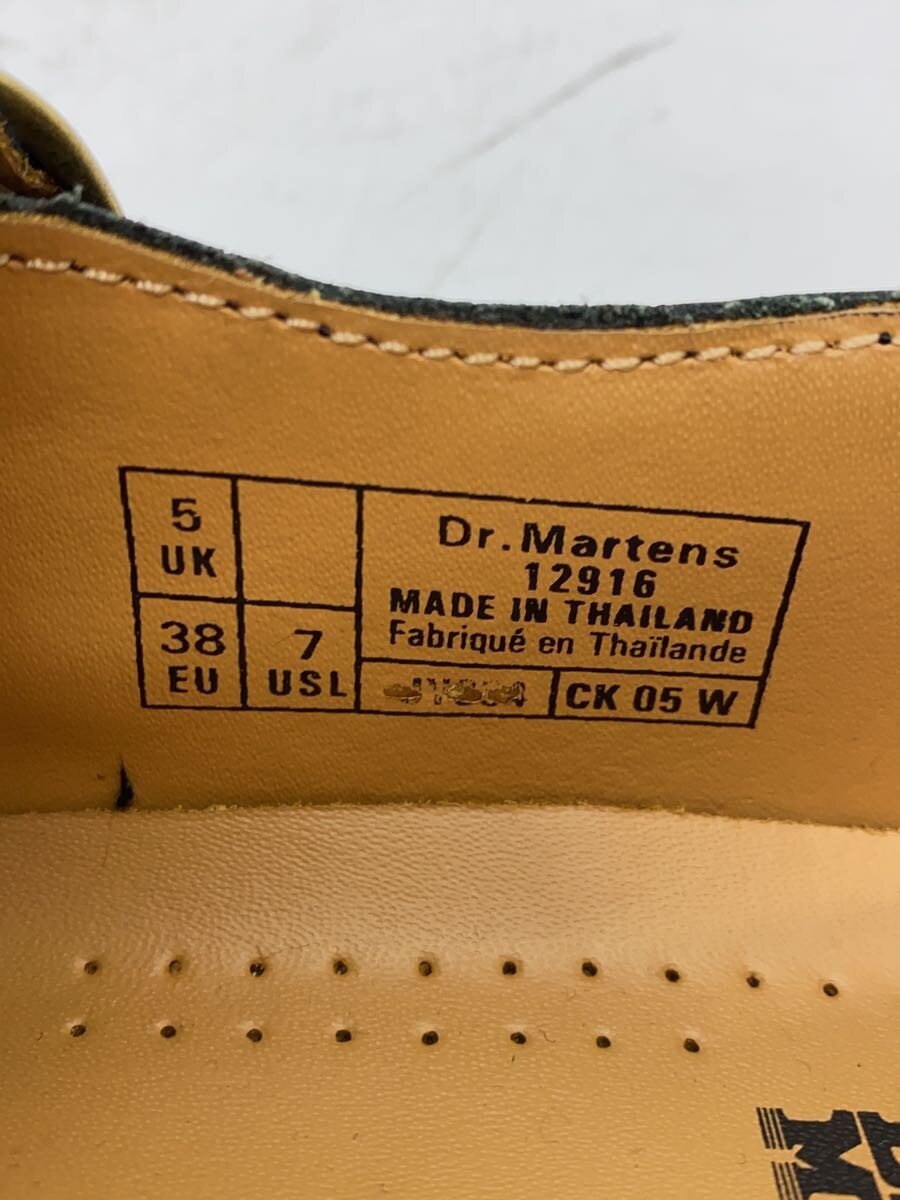 5
UK
38
EU
7
USL
Dr.Martens
12916
MADE IN THAILAND
Fabriqué en Thaïlande
CK 05 W